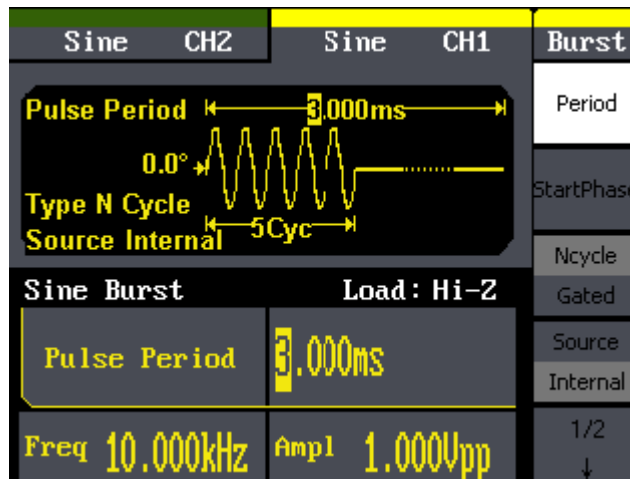 Sine CH2 Sine CH1 Burst
Pulse Period 3.000ms
0.0°
Type N Cycle
Source Internal 5Cyc
Sine Burst Load: Hi-Z
Pulse Period 3.000ms
Freq 10.000kHz Ampl 1.000Vpp
Period
StartPhas
Ncycle
Gated
Source
Internal
1/2
↓